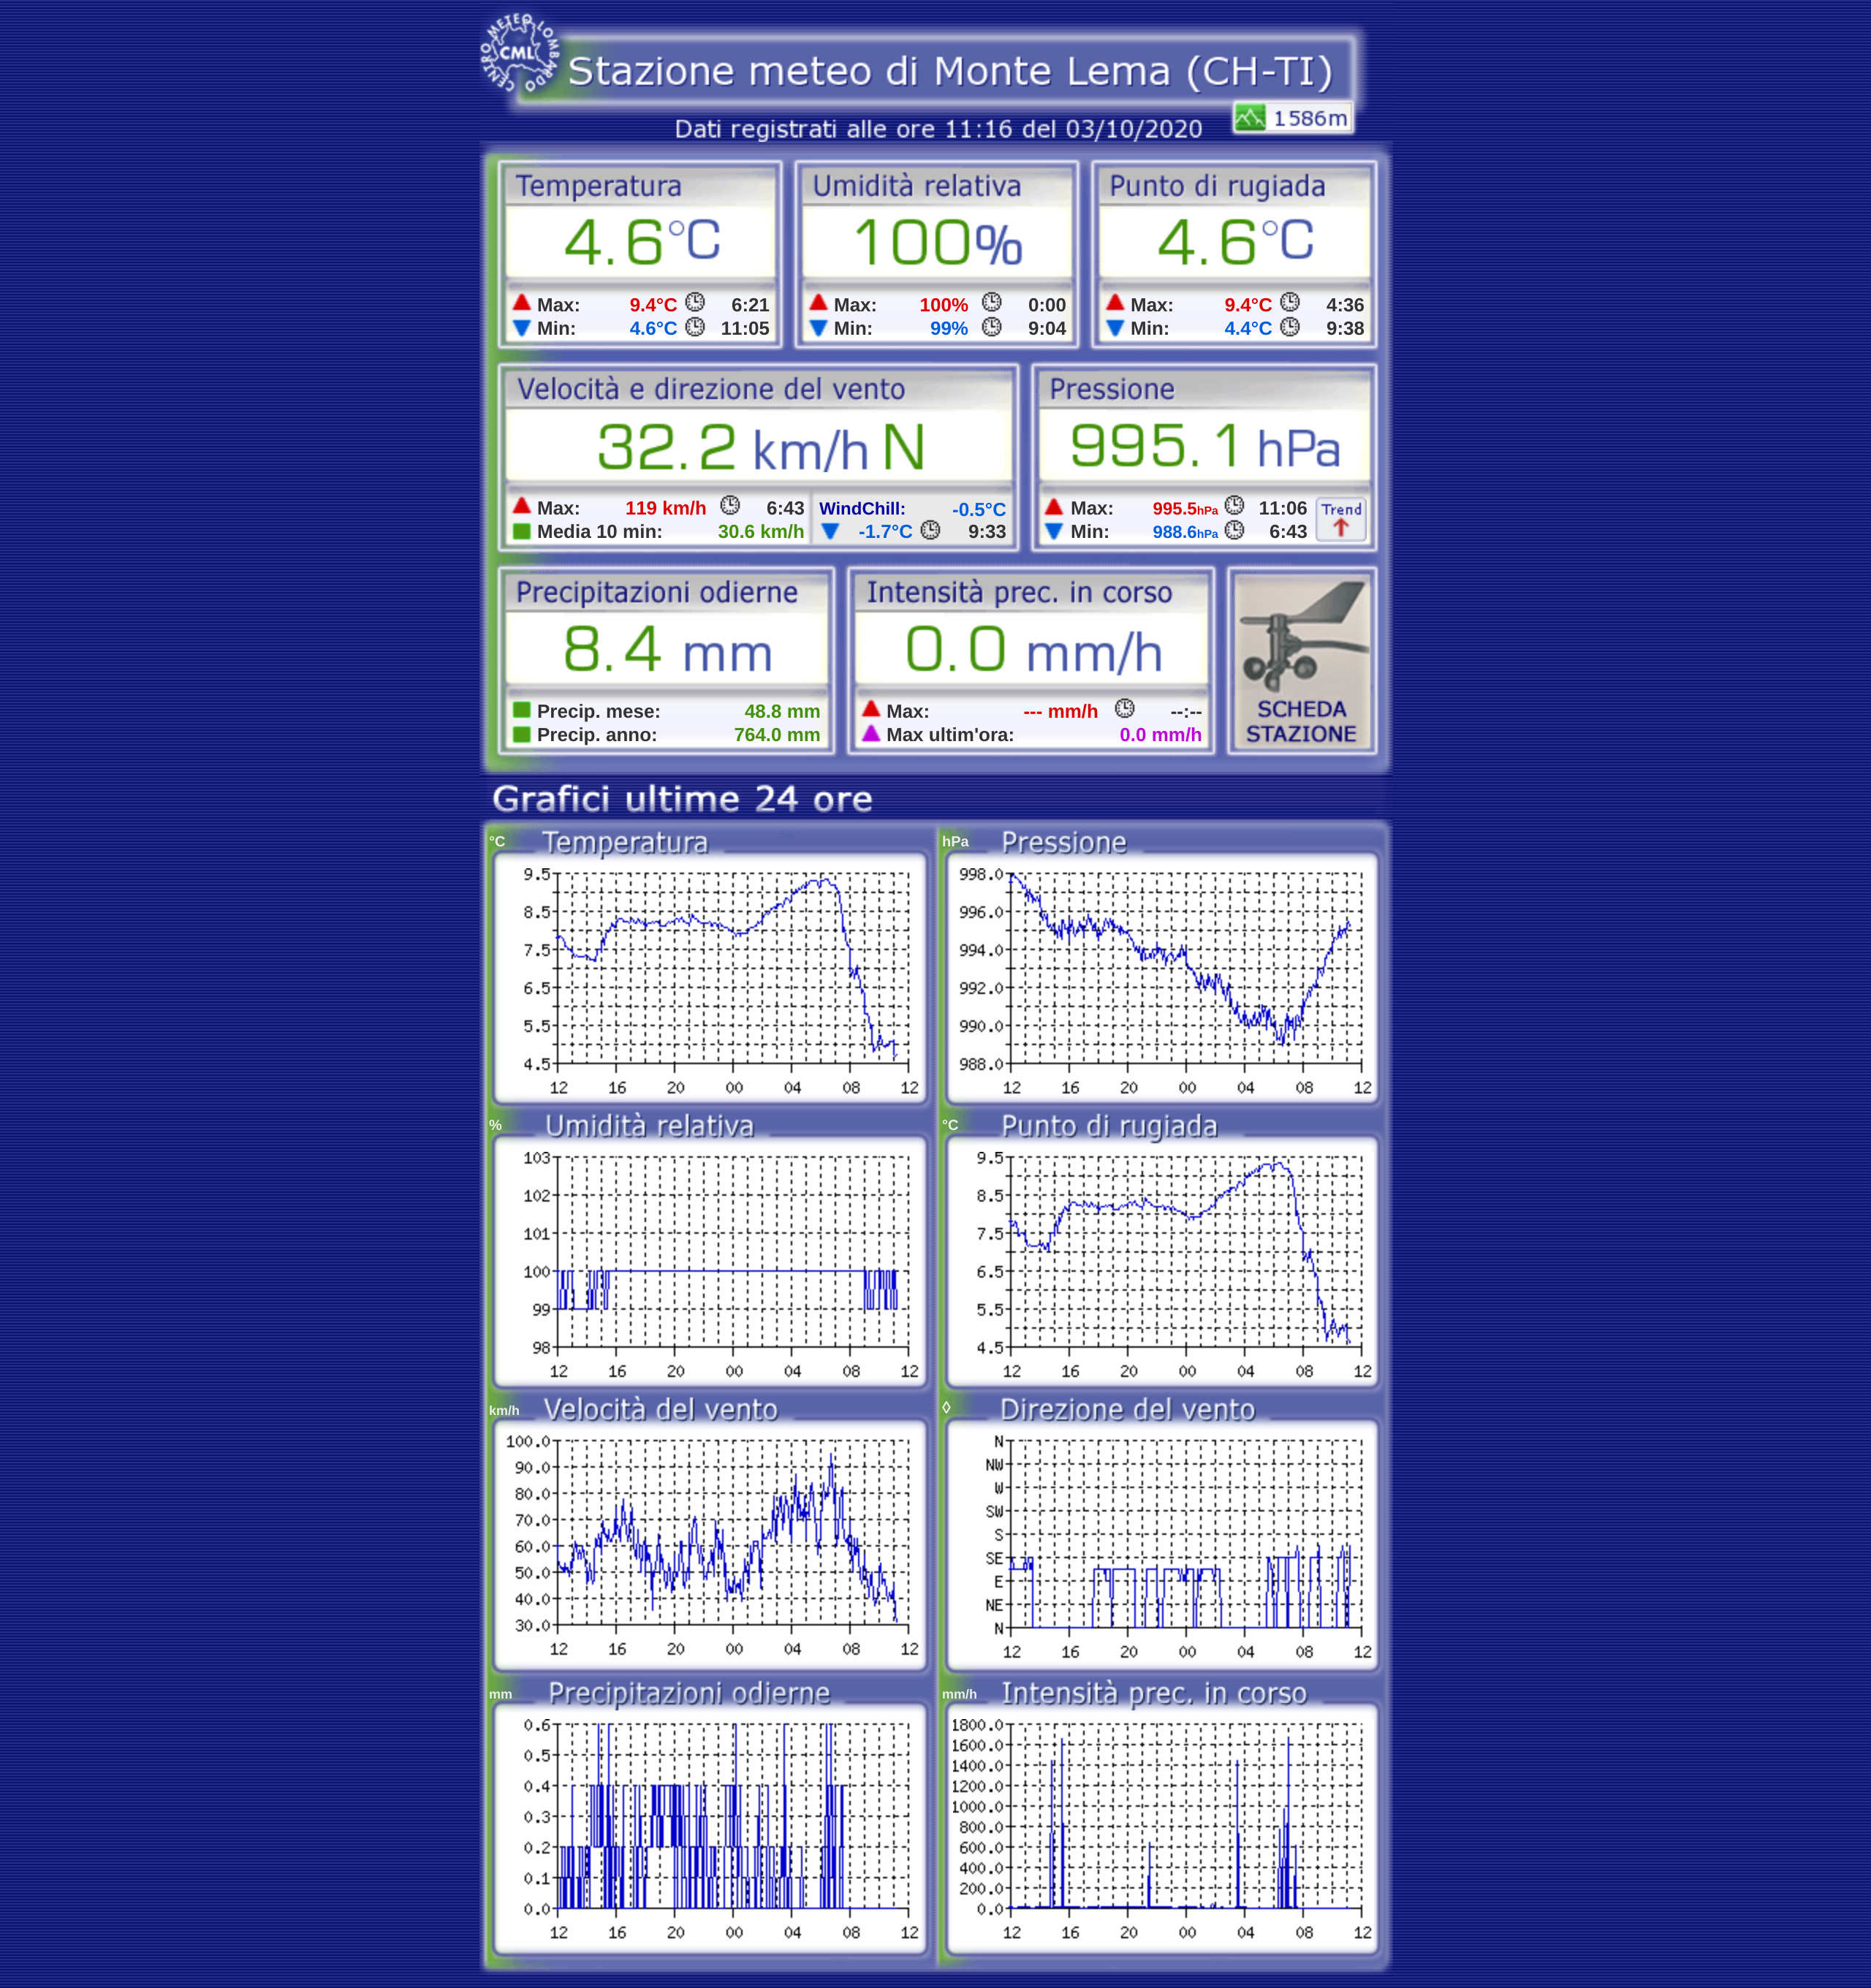 CENTRO METEO LOMBARDO
CML
Stazione meteo di Monte Lema (CH-TI)
1586m
Dati registrati alle ore 11:16 del 03/10/2020
Temperatura
4.6°C
Max: 9.4°C 6:21
Min: 4.6°C 11:05
Umidità relativa
100%
Max: 100% 0:00
Min: 99% 9:04
Punto di rugiada
4.6°C
Max: 9.4°C 4:36
Min: 4.4°C 9:38
Velocità e direzione del vento
32.2 km/h N
Max: 119 km/h 6:43
Media 10 min: 30.6 km/h
WindChill: -0.5°C
-1.7°C 9:33
Pressione
995.1 hPa
Max: 995.5hPa 11:06
Min: 988.6hPa 6:43
Trend
Precipitazioni odierne
8.4 mm
Precip. mese: 48.8 mm
Precip. anno: 764.0 mm
Intensità prec. in corso
0.0 mm/h
Max: --- mm/h --:--
Max ultim'ora: 0.0 mm/h
SCHEDA
STAZIONE
Grafici ultime 24 ore
°C Temperatura
9.5
8.5
7.5
6.5
5.5
4.5
12 16 20 00 04 08 12
hPa Pressione
998.0
996.0
994.0
992.0
990.0
988.0
12 16 20 00 04 08 12
% Umidità relativa
103
102
101
100
99
98
12 16 20 00 04 08 12
°C Punto di rugiada
9.5
8.5
7.5
6.5
5.5
4.5
12 16 20 00 04 08 12
km/h Velocità del vento
100.0
90.0
80.0
70.0
60.0
50.0
40.0
30.0
12 16 20 00 04 08 12
◊ Direzione del vento
N
NW
W
SW
S
SE
E
NE
N
12 16 20 00 04 08 12
mm Precipitazioni odierne
0.6
0.5
0.4
0.3
0.2
0.1
0.0
12 16 20 00 04 08 12
mm/h Intensità prec. in corso
1800.0
1600.0
1400.0
1200.0
1000.0
800.0
600.0
400.0
200.0
0.0
12 16 20 00 04 08 12